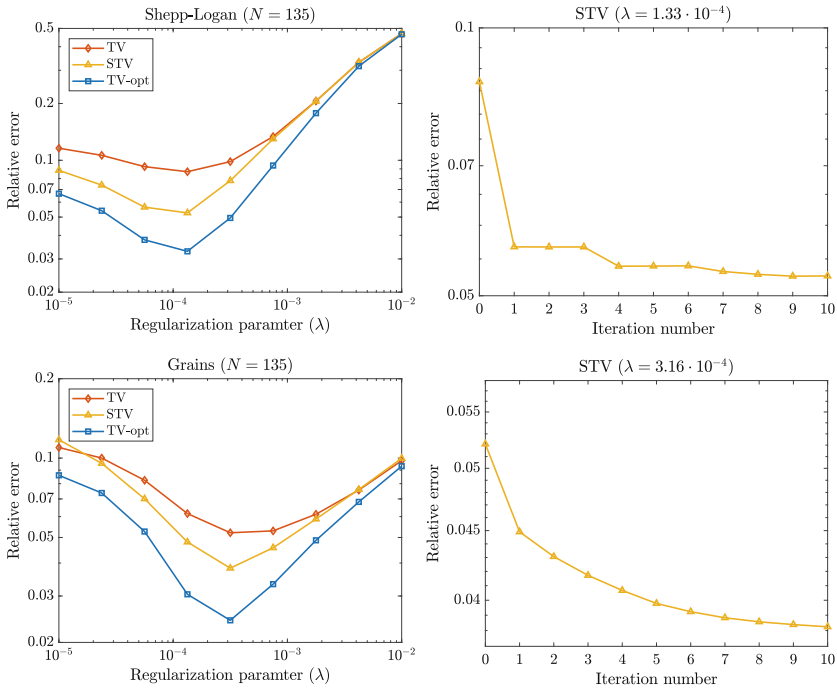 Shepp-Logan (N = 135)
TV
STV
TV-opt
Relative error
0.5
0.2
0.1
0.07
0.05
0.03
0.02
10⁻⁵
10⁻⁴
10⁻³
10⁻²
Regularization paramter (λ)
STV (λ = 1.33 · 10⁻⁴)
Relative error
0.1
0.07
0.05
0 1 2 3 4 5 6 7 8 9 10
Iteration number
Grains (N = 135)
TV
STV
TV-opt
Relative error
0.2
0.1
0.07
0.05
0.03
0.02
10⁻⁵
10⁻⁴
10⁻³
10⁻²
Regularization paramter (λ)
STV (λ = 3.16 · 10⁻⁴)
Relative error
0.055
0.05
0.045
0.04
0 1 2 3 4 5 6 7 8 9 10
Iteration number